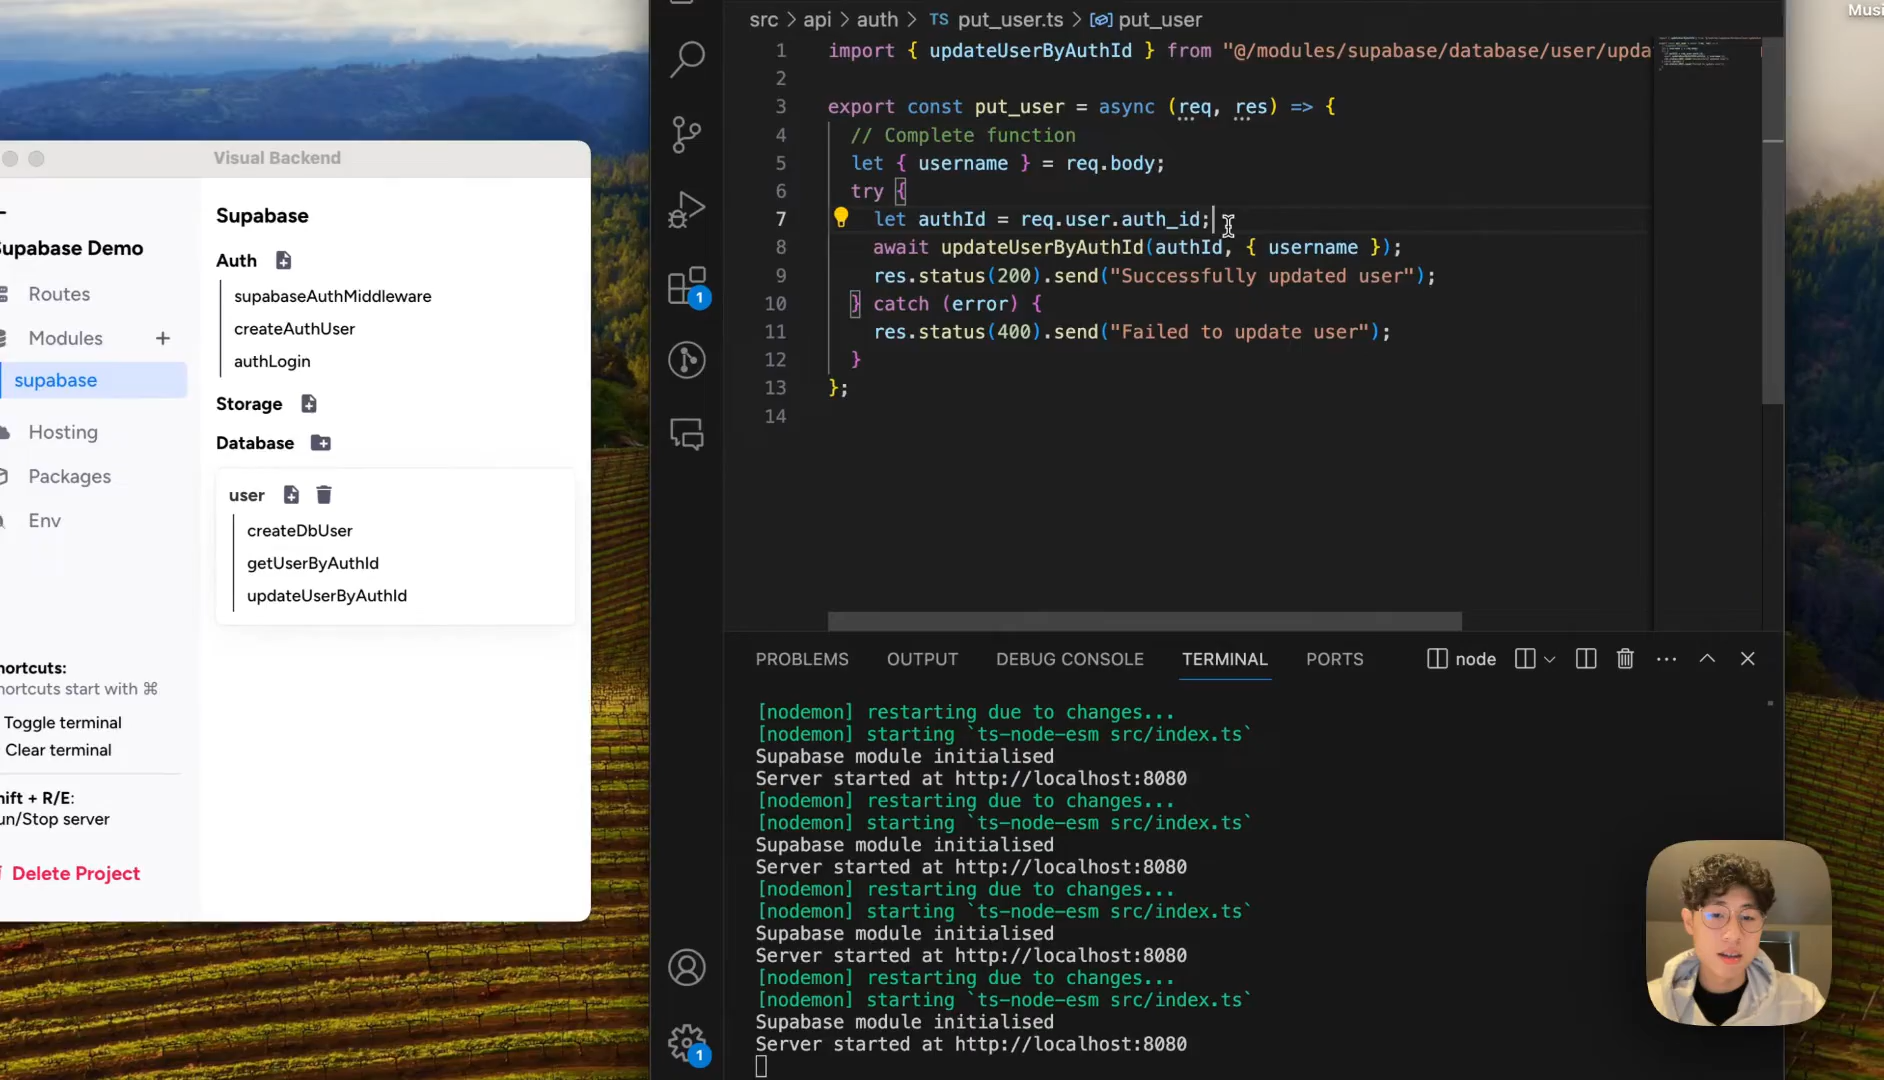 Musi
Visual Backend
Supabase Demo
Routes
Modules +
supabase
Hosting
Packages
Env
Shortcuts:
Shortcuts start with ⌘
Toggle terminal
Clear terminal
Shift + R/E:
Run/Stop server
Delete Project
Supabase
Auth
supabaseAuthMiddleware
createAuthUser
authLogin
Storage
Database
user
createDbUser
getUserByAuthId
updateUserByAuthId
src > api > auth > TS put_user.ts > put_user
1 import { updateUserByAuthId } from "@/modules/supabase/database/user/upda
2
3 export const put_user = async (req, res) => {
4 // Complete function
5 let { username } = req.body;
6 try {
7 let authId = req.user.auth_id;
8 await updateUserByAuthId(authId, { username });
9 res.status(200).send("Successfully updated user");
10 } catch (error) {
11 res.status(400).send("Failed to update user");
12 }
13 };
14
1
1
PROBLEMS OUTPUT DEBUG CONSOLE TERMINAL PORTS node
[nodemon] restarting due to changes...
[nodemon] starting `ts-node-esm src/index.ts`
Supabase module initialised
Server started at http://localhost:8080
[nodemon] restarting due to changes...
[nodemon] starting `ts-node-esm src/index.ts`
Supabase module initialised
Server started at http://localhost:8080
[nodemon] restarting due to changes...
[nodemon] starting `ts-node-esm src/index.ts`
Supabase module initialised
Server started at http://localhost:8080
[nodemon] restarting due to changes...
[nodemon] starting `ts-node-esm src/index.ts`
Supabase module initialised
Server started at http://localhost:8080